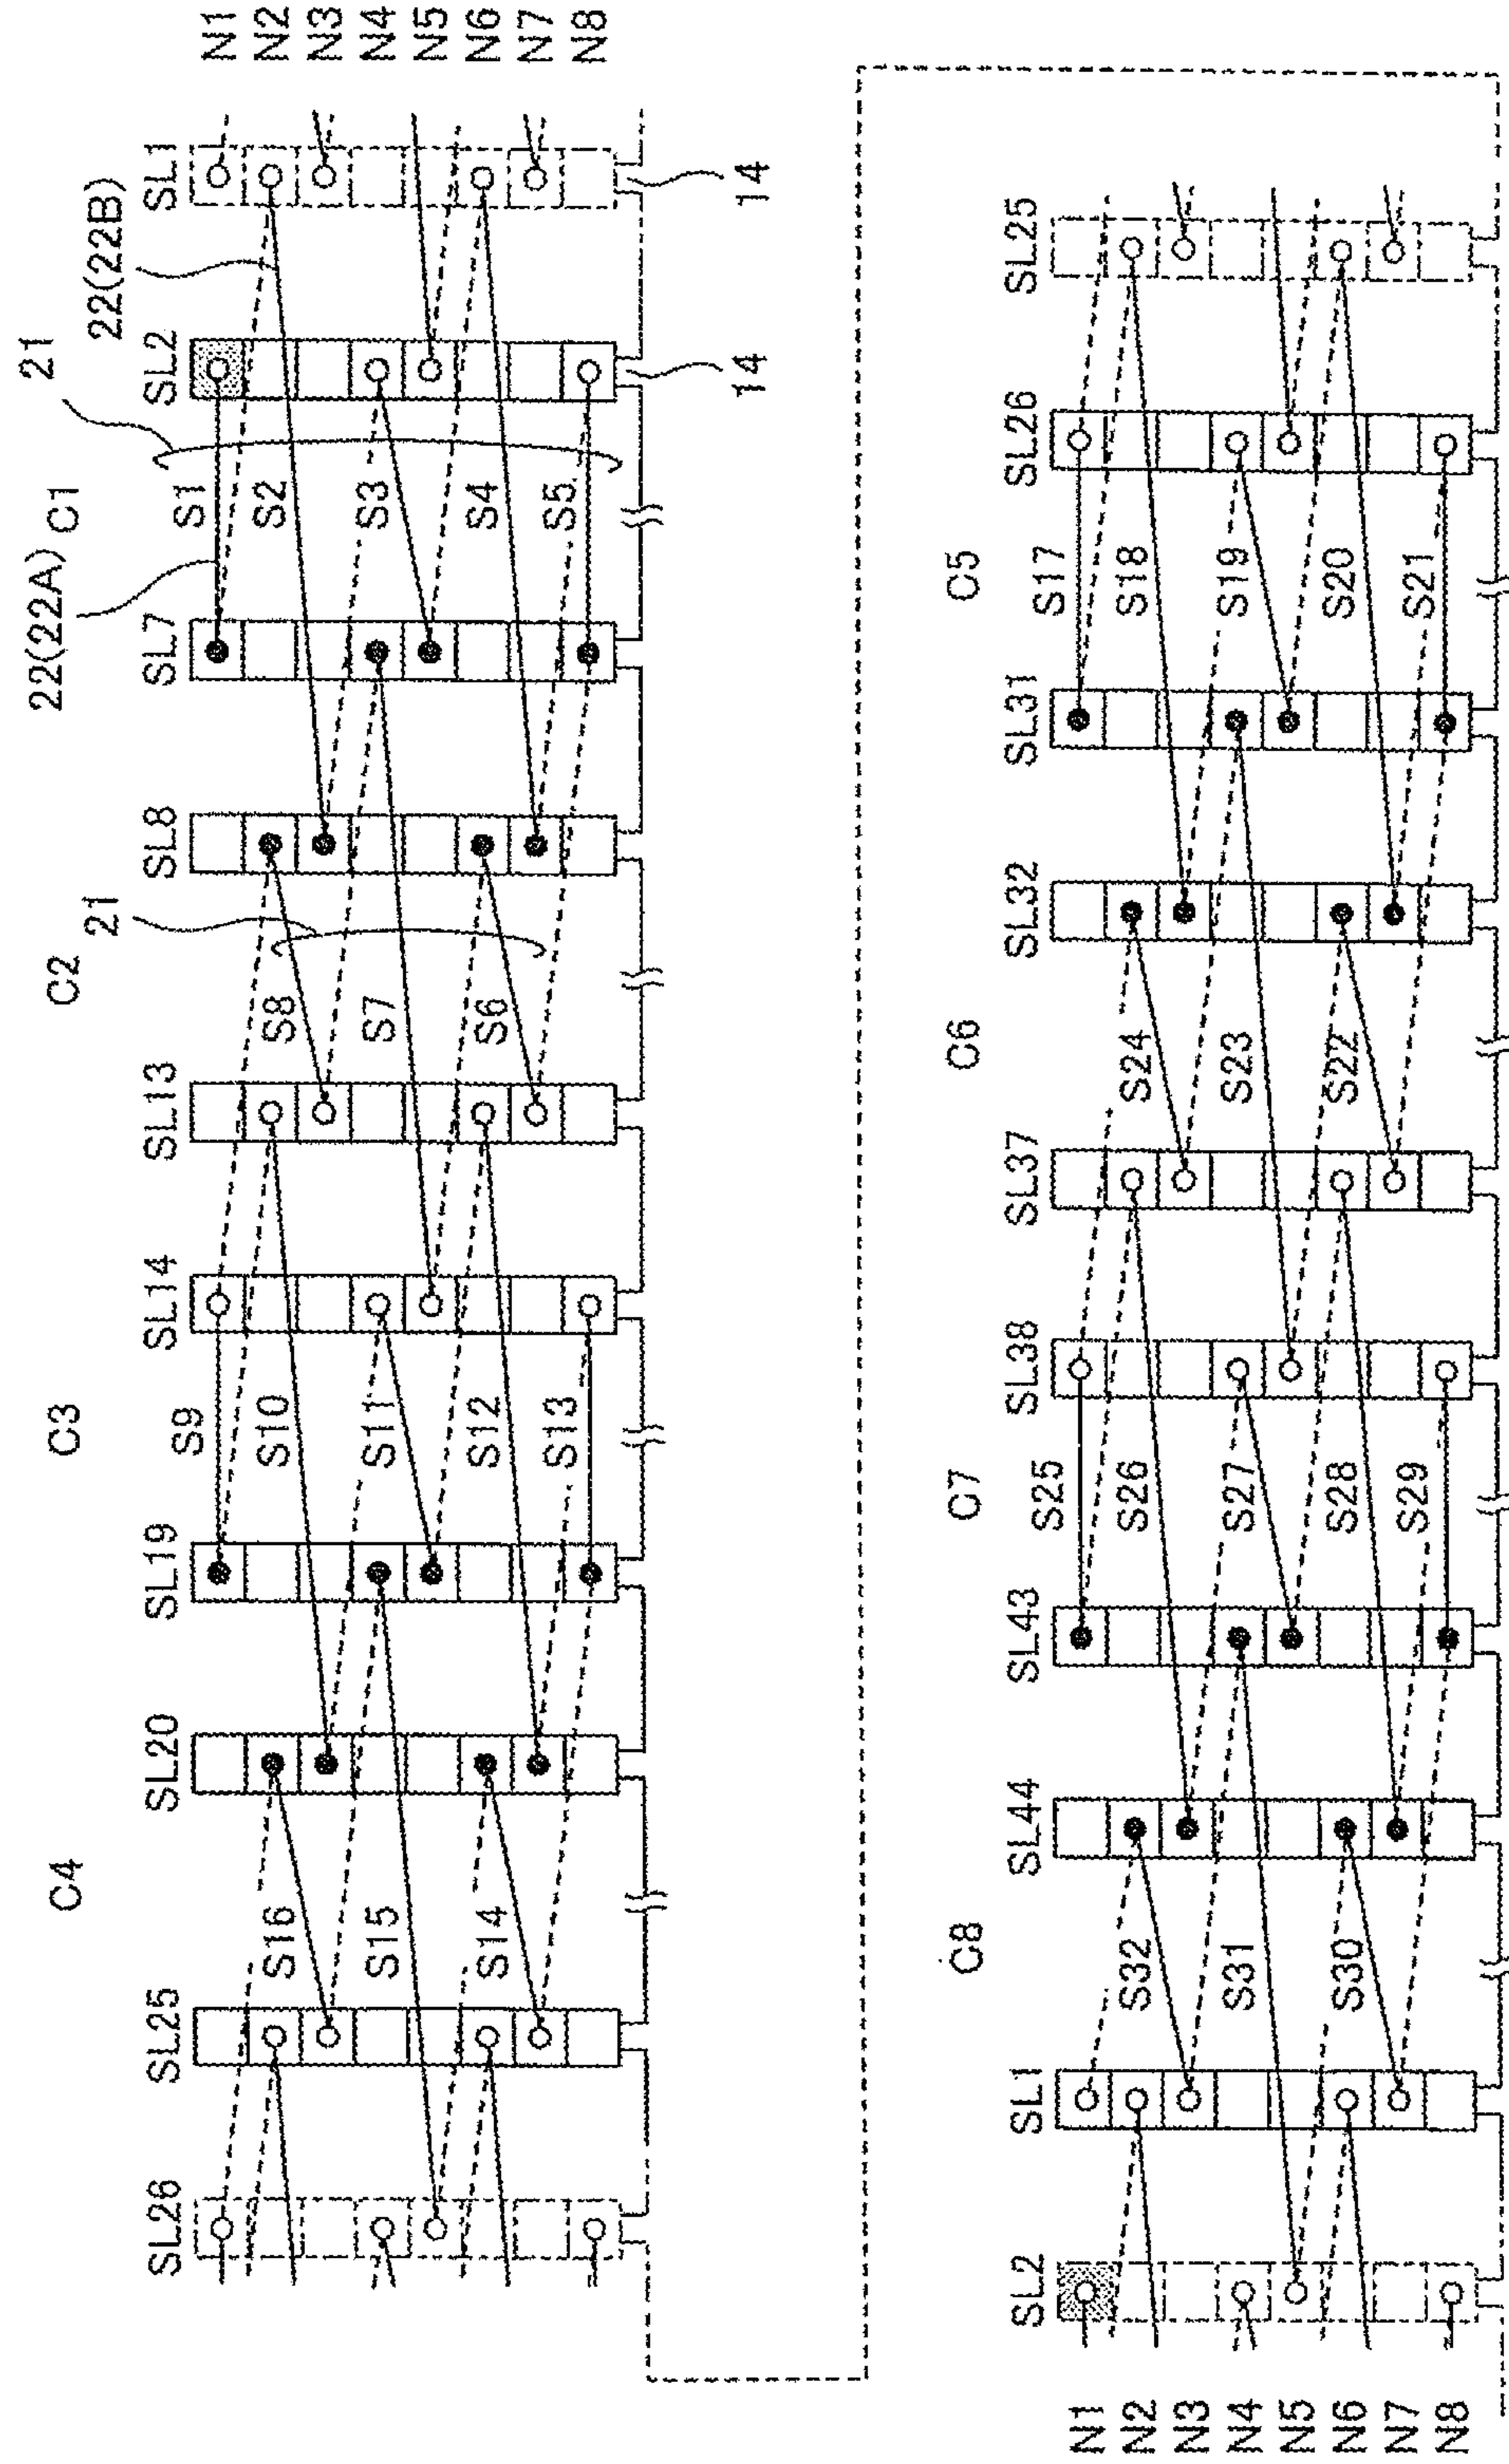 N1
N2
N3
N4
N5
N6
N7
N8
SL1
22(22B)
14
SL2
21
14
C1
S1
S2
S3
S4
S5
22(22A)
SL7
SL8
21
C2
S8
S7
S6
SL13
SL14
C3
S9
S10
S11
S12
S13
SL19
SL20
C4
S16
S15
S14
SL25
SL26
SL25
SL26
C5
S17
S18
S19
S20
S21
SL31
SL32
C6
S24
S23
S22
SL37
SL38
C7
S25
S26
S27
S28
S29
SL43
SL44
C8
S32
S31
S30
SL1
SL2
N1
N2
N3
N4
N5
N6
N7
N8